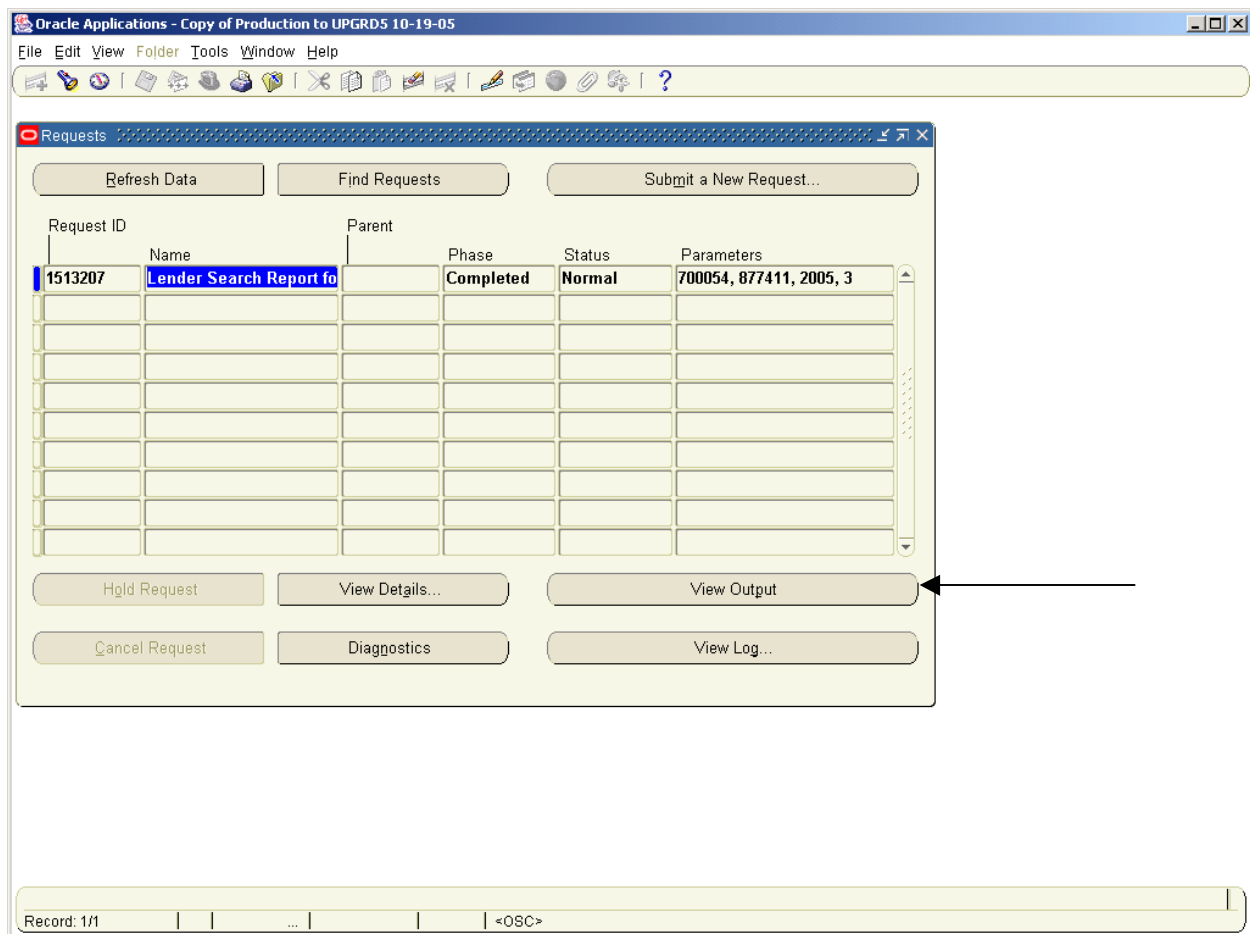 Oracle Applications - Copy of Production to UPGRD5 10-19-05
File Edit View Folder Tools Window Help
Requests
Refresh Data Find Requests Submit a New Request...
Request ID Parent
Name Phase Status Parameters
1513207 Lender Search Report fo Completed Normal 700054, 877411, 2005, 3
Hold Request View Details... View Output
Cancel Request Diagnostics View Log...
Record: 1/1 ... <OSC>